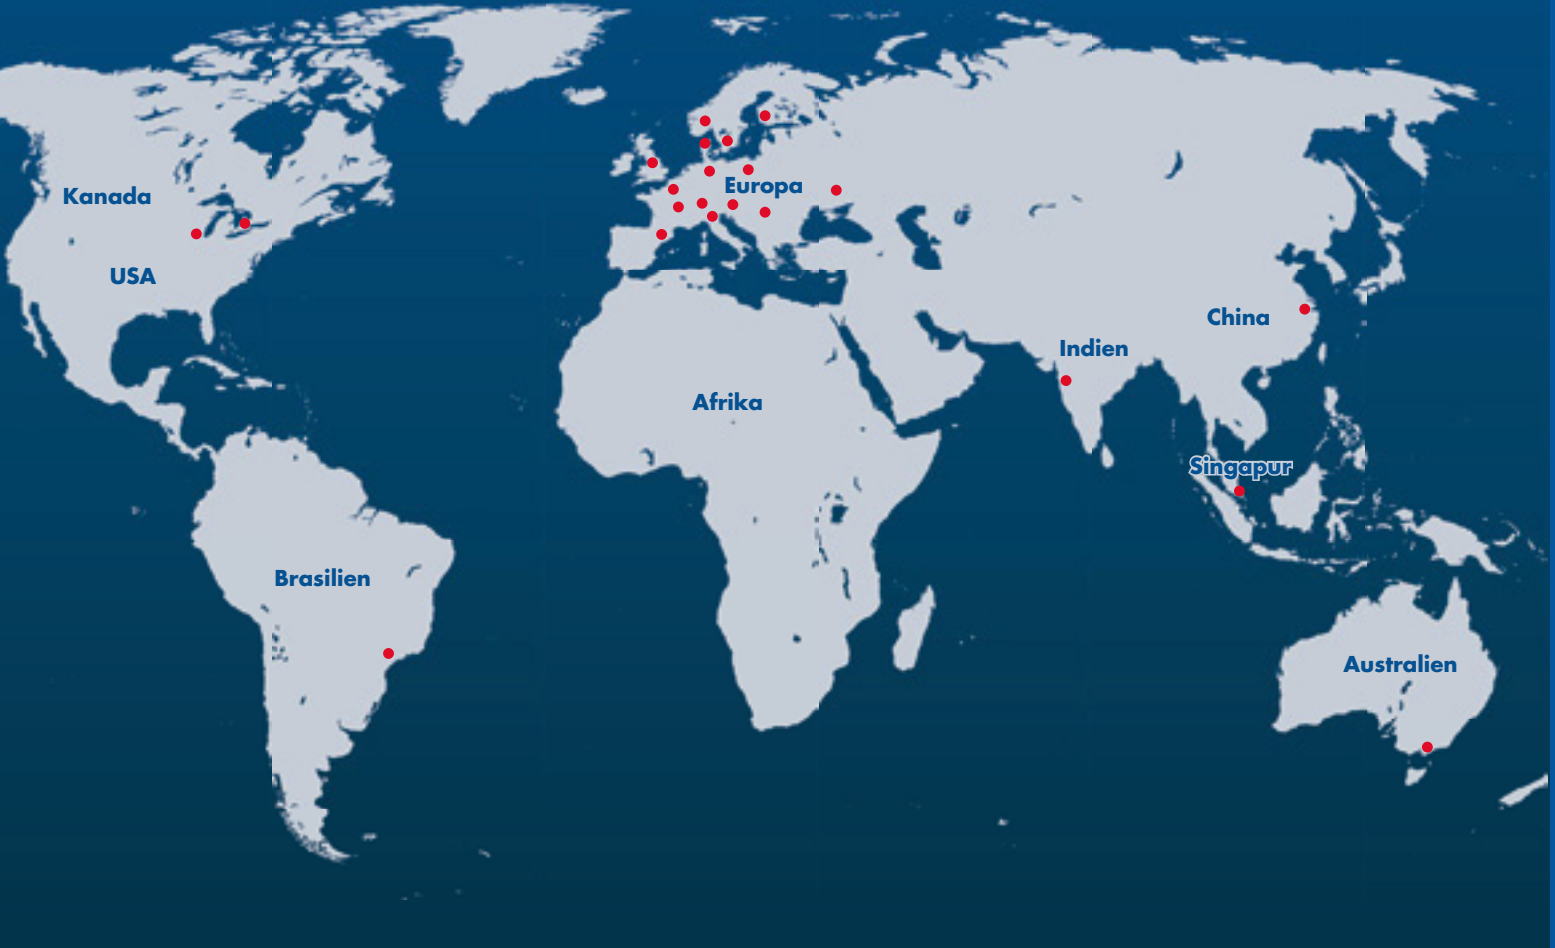 Kanada
Europa
USA
China
Indien
Afrika
Singapur
Brasilien
Australien